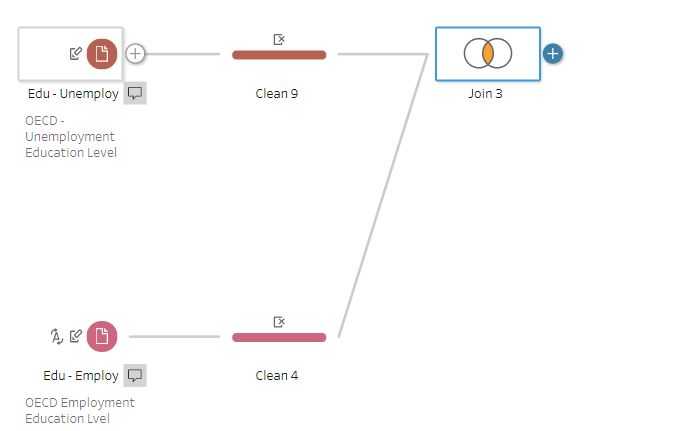 Edu - Unemploy
Clean 9
Join 3
OECD -
Unemployment
Education Level
Edu - Employ
Clean 4
OECD Employment
Education Lvel